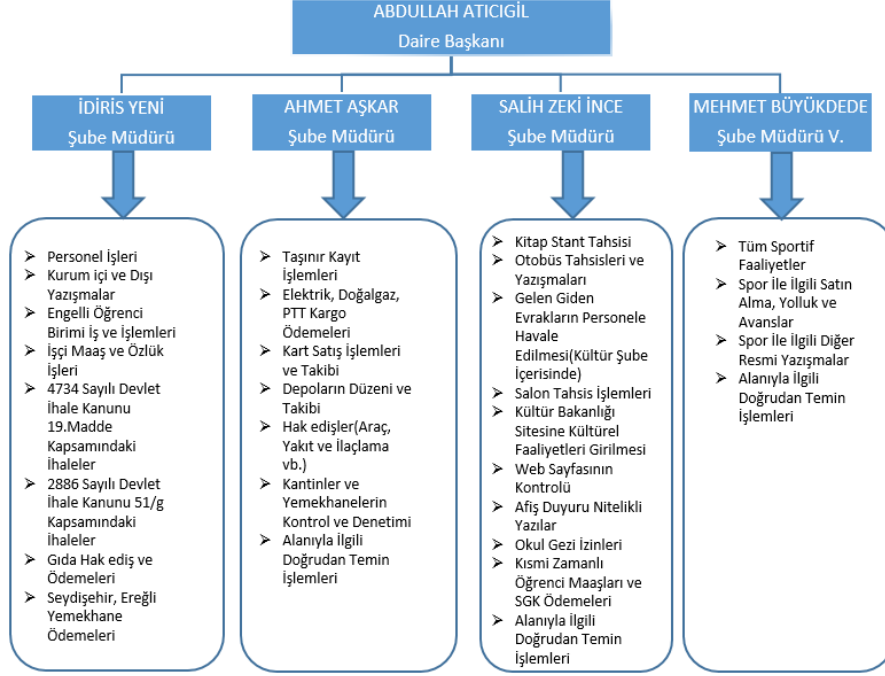 ABDULLAH ATICIGİL
Daire Başkanı
İDİRİS YENİ
Şube Müdürü
AHMET AŞKAR
Şube Müdürü
SALİH ZEKİ İNCE
Şube Müdürü
MEHMET BÜYÜKDEDE
Şube Müdürü V.
➤ Personel İşleri
➤ Kurum içi ve Dışı
Yazışmalar
➤ Engelli Öğrenci
Birimi İş ve İşlemleri
➤ İşçi Maaş ve Özlük
İşleri
➤ 4734 Sayılı Devlet
İhale Kanunu
19.Madde
Kapsamındaki
İhaleler
➤ 2886 Sayılı Devlet
İhale Kanunu 51/g
Kapsamındaki
İhaleler
➤ Gıda Hak ediş ve
Ödemeleri
➤ Seydişehir, Ereğli
Yemekhane
Ödemeleri
➤ Taşınır Kayıt
İşlemleri
➤ Elektrik, Doğalgaz,
PTT Kargo
Ödemeleri
➤ Kart Satış İşlemleri
ve Takibi
➤ Depoların Düzeni ve
Takibi
➤ Hak edişler(Araç,
Yakıt ve İlaçlama
vb.)
➤ Kantinler ve
Yemekhanelerin
Kontrol ve Denetimi
➤ Alanıyla İlgili
Doğrudan Temin
İşlemleri
➤ Kitap Stant Tahsisi
➤ Otobüs Tahsisleri ve
Yazışmaları
➤ Gelen Giden
Evrakların Personele
Havale
Edilmesi(Kültür Şube
İçerisinde)
➤ Salon Tahsis İşlemleri
➤ Kültür Bakanlığı
Sitesine Kültürel
Faaliyetleri Girilmesi
➤ Web Sayfasının
Kontrolü
➤ Afiş Duyuru Nitelikli
Yazılar
➤ Okul Gezi İzinleri
➤ Kısmi Zamanlı
Öğrenci Maaşları ve
SGK Ödemeleri
➤ Alanıyla İlgili
Doğrudan Temin
İşlemleri
➤ Tüm Sportif
Faaliyetler
➤ Spor İle İlgili Satın
Alma, Yolluk ve
Avanslar
➤ Spor İle İlgili Diğer
Resmi Yazışmalar
➤ Alanıyla İlgili
Doğrudan Temin
İşlemleri